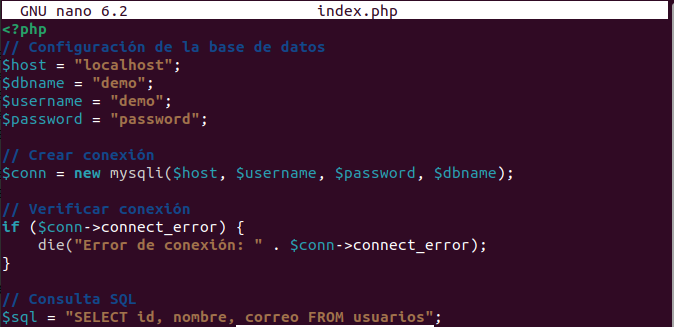 GNU nano 6.2 index.php
<?php
// Configuración de la base de datos
$host = "localhost";
$dbname = "demo";
$username = "demo";
$password = "password";
// Crear conexión
$conn = new mysqli($host, $username, $password, $dbname);
// Verificar conexión
if ($conn->connect_error) {
    die("Error de conexión: " . $conn->connect_error);
}
// Consulta SQL
$sql = "SELECT id, nombre, correo FROM usuarios";